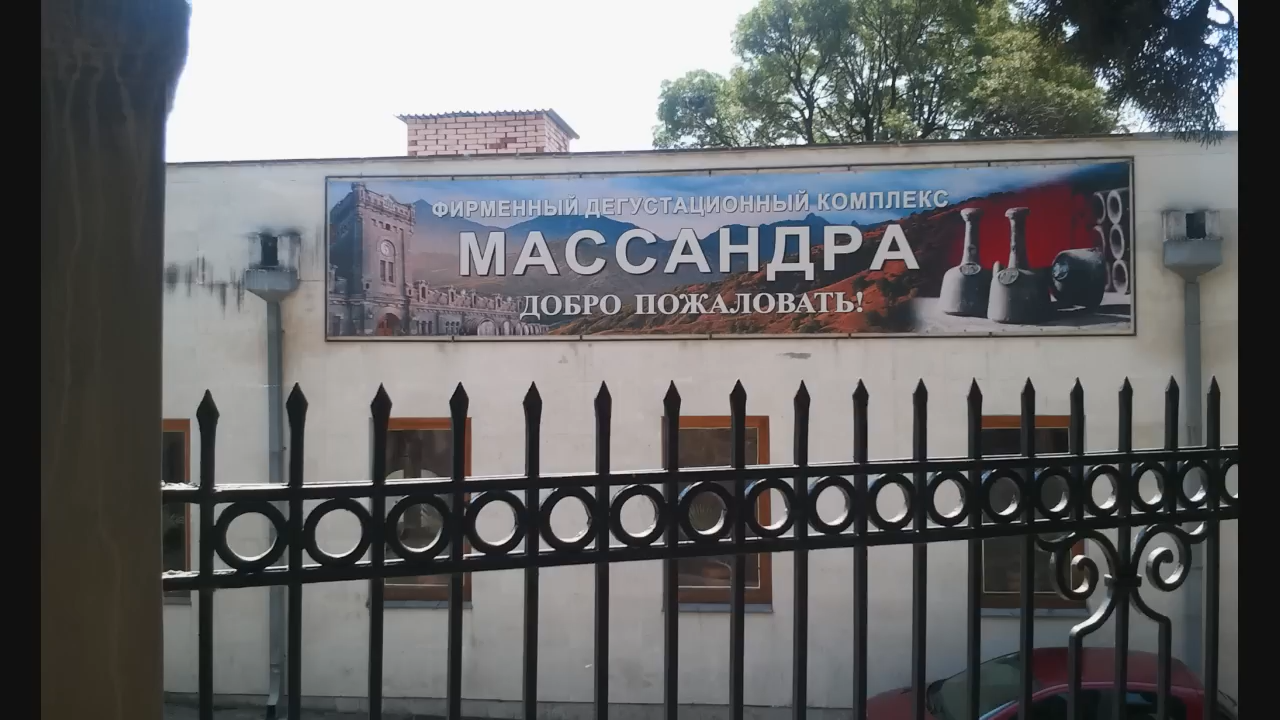 ФИРМЕННЫЙ ДЕГУСТАЦИОННЫЙ КОМПЛЕКС
МАССАНДРА
ДОБРО ПОЖАЛОВАТЬ!